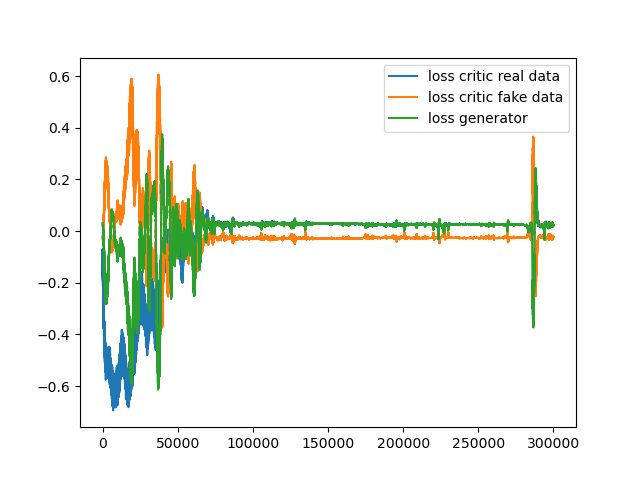 loss critic real data
loss critic fake data
loss generator
0.6
0.4
0.2
0.0
−0.2
−0.4
−0.6
0 50000 100000 150000 200000 250000 300000